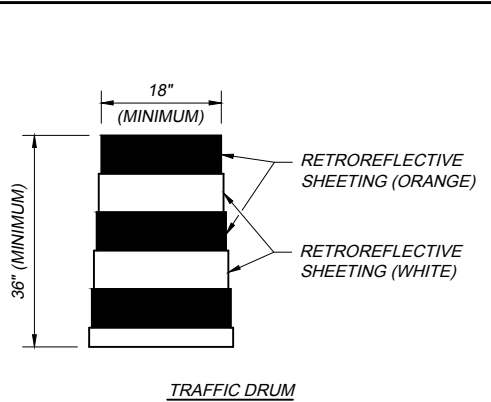 18"
(MINIMUM)
36" (MINIMUM)
RETROREFLECTIVE
SHEETING (ORANGE)
RETROREFLECTIVE
SHEETING (WHITE)
TRAFFIC DRUM